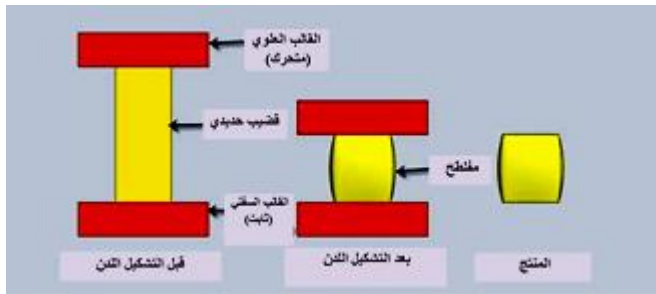 القالب العلوي
(متحرك)
قضيب حديدي
القالب السفلي
(ثابت)
مفلطح
قبل التشكيل اللدن
بعد التشكيل اللدن
المنتج